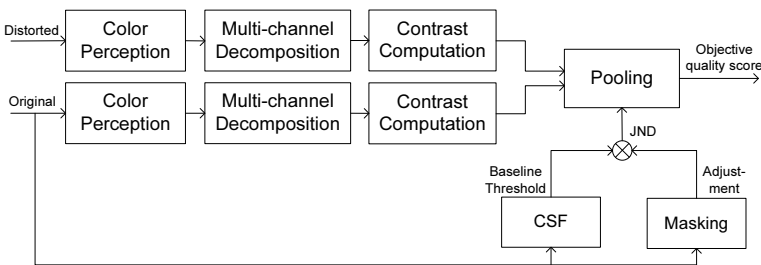 Distorted
Color
Perception
Multi-channel
Decomposition
Contrast
Computation
Original
Color
Perception
Multi-channel
Decomposition
Contrast
Computation
Pooling
Objective
quality score
JND
Baseline
Threshold
Adjust-
ment
CSF
Masking